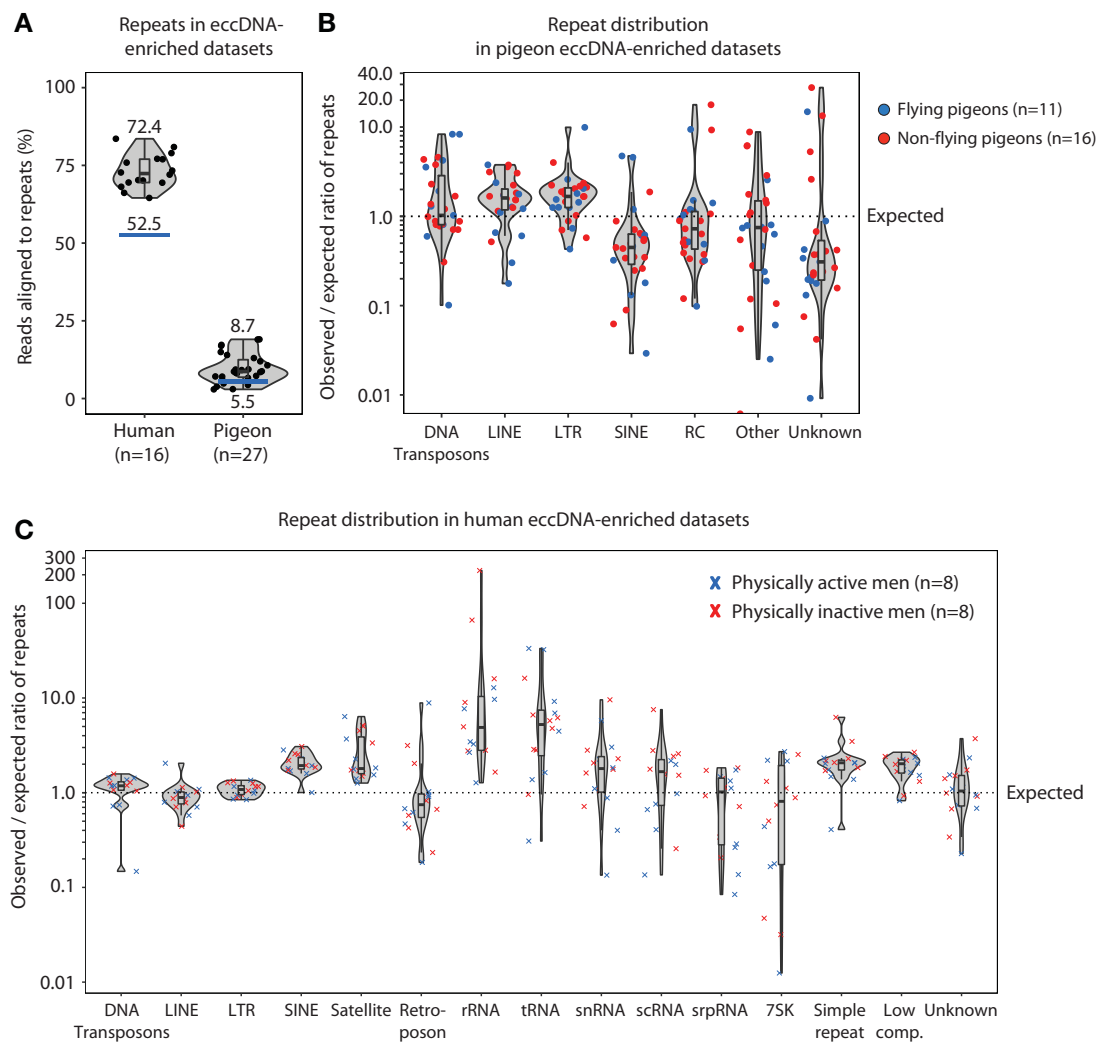 A
Repeats in eccDNA-
enriched datasets
Reads aligned to repeats (%)
100
75
50
25
0
72.4
52.5
8.7
5.5
Human
(n=16)
Pigeon
(n=27)
B
Repeat distribution
in pigeon eccDNA-enriched datasets
Observed / expected ratio of repeats
40.0
20.0
10.0
1.0
0.1
0.01
Flying pigeons (n=11)
Non-flying pigeons (n=16)
Expected
DNA
Transposons
LINE
LTR
SINE
RC
Other
Unknown
C
Repeat distribution in human eccDNA-enriched datasets
Observed / expected ratio of repeats
300
200
100
10.0
1.0
0.1
0.01
Physically active men (n=8)
Physically inactive men (n=8)
Expected
DNA
Transposons
LINE
LTR
SINE
Satellite
Retro-
poson
rRNA
tRNA
snRNA
scRNA
srpRNA
7SK
Simple
repeat
Low
comp.
Unknown